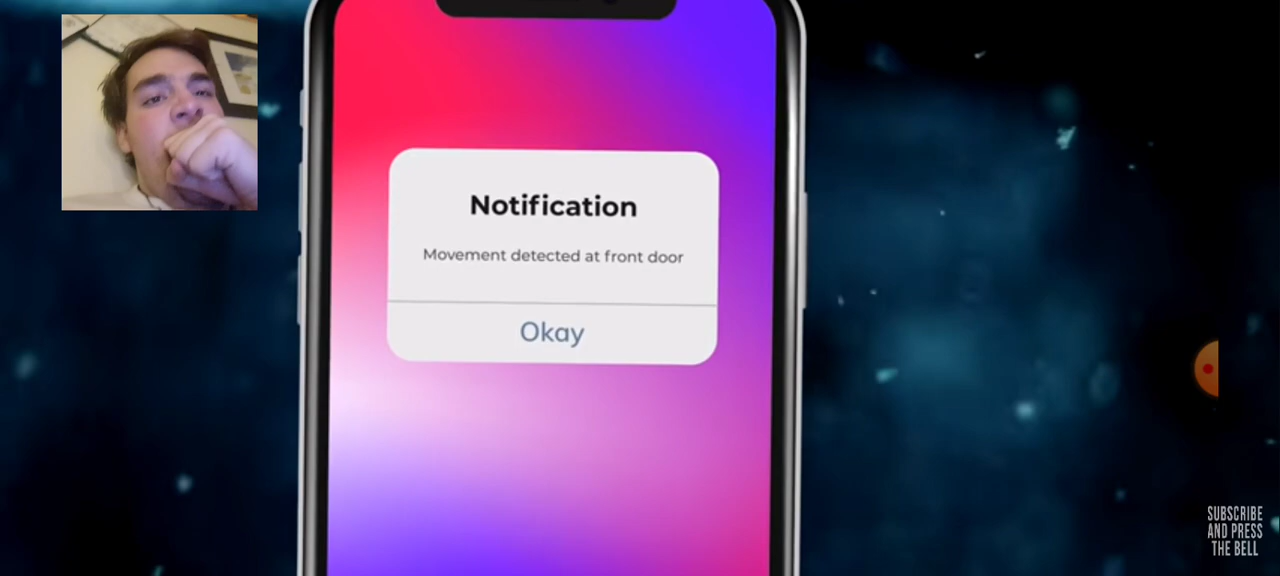 Notification
Movement detected at front door
Okay
SUBSCRIBE
AND PRESS
THE BELL